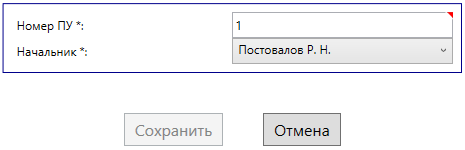 Номер ПУ *: 1
Начальник *: Постовалов Р. Н.
Сохранить Отмена